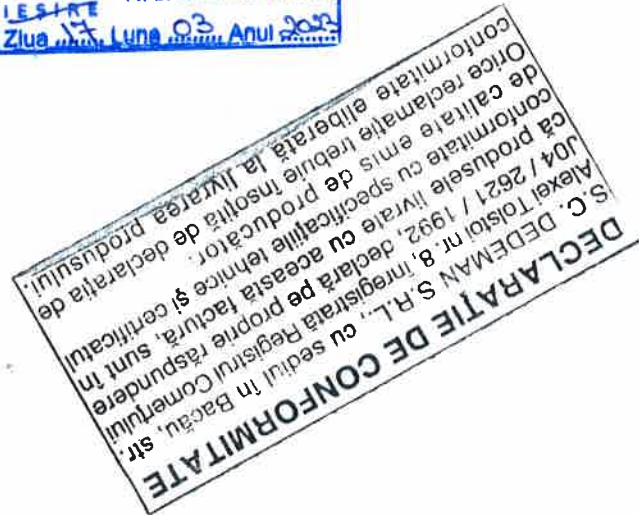 IESIRE
Ziua 17 Luna 03 Anul 2023
DECLARAȚIE DE CONFORMITATE
S.C. DEDEMAN S.R.L., cu sediul în Bacău, str.
Alexei Tolstoi nr.8, înregistrată Registrul Comerțului
J04 / 2621 / 1992, declară pe proprie răspundere
că produsele livrate cu această factură, sunt în
conformitate cu specificațiile tehnice și certificatul
de calitate emis de producător.
Orice reclamație trebuie însoțită de declarația de
conformitate eliberată la livrarea produsului.